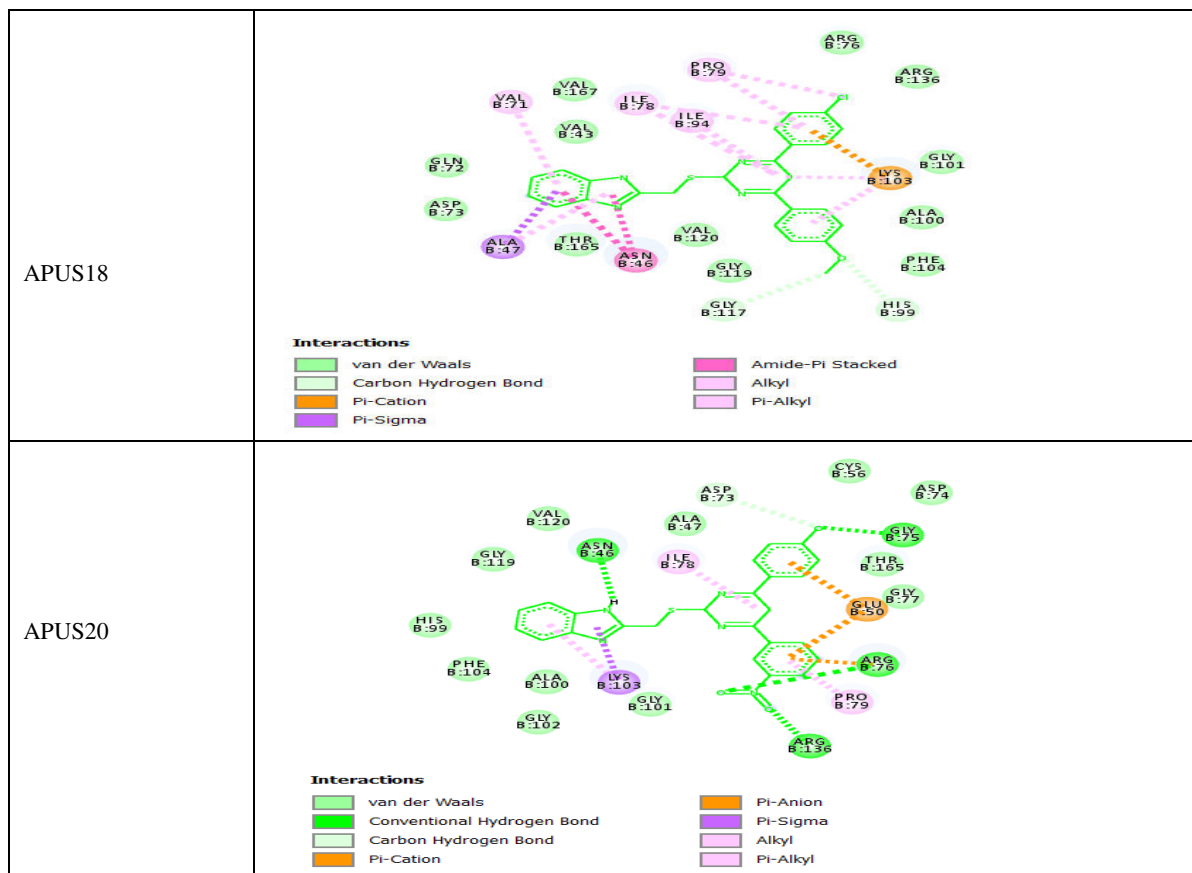 APUS18
ARG
B:76
PRO
B:79
ARG
B:136
VAL
B:167
VAL
B:71
ILE
B:78
Cl
ILE
B:94
VAL
B:43
GLN
B:72
GLY
B:101
LYS
B:103
N
S
N
N
N
ASP
B:73
ALA
B:100
VAL
B:120
ALA
B:47
THR
B:165
ASN
B:46
GLY
B:119
PHE
B:104
O
GLY
B:117
HIS
B:99
Interactions
van der Waals
Carbon Hydrogen Bond
Pi-Cation
Pi-Sigma
Amide-Pi Stacked
Alkyl
Pi-Alkyl
APUS20
CYS
B:56
ASP
B:73
ASP
B:74
VAL
B:120
ALA
B:47
GLY
B:75
ASN
B:46
GLY
B:119
ILE
B:78
THR
B:165
GLY
B:77
GLU
B:50
H
N
S
N
N
N
HIS
B:99
PHE
B:104
ALA
B:100
LYS
B:103
GLY
B:101
ARG
B:76
GLY
B:102
PRO
B:79
O
N
O
ARG
B:136
Interactions
van der Waals
Conventional Hydrogen Bond
Carbon Hydrogen Bond
Pi-Cation
Pi-Anion
Pi-Sigma
Alkyl
Pi-Alkyl